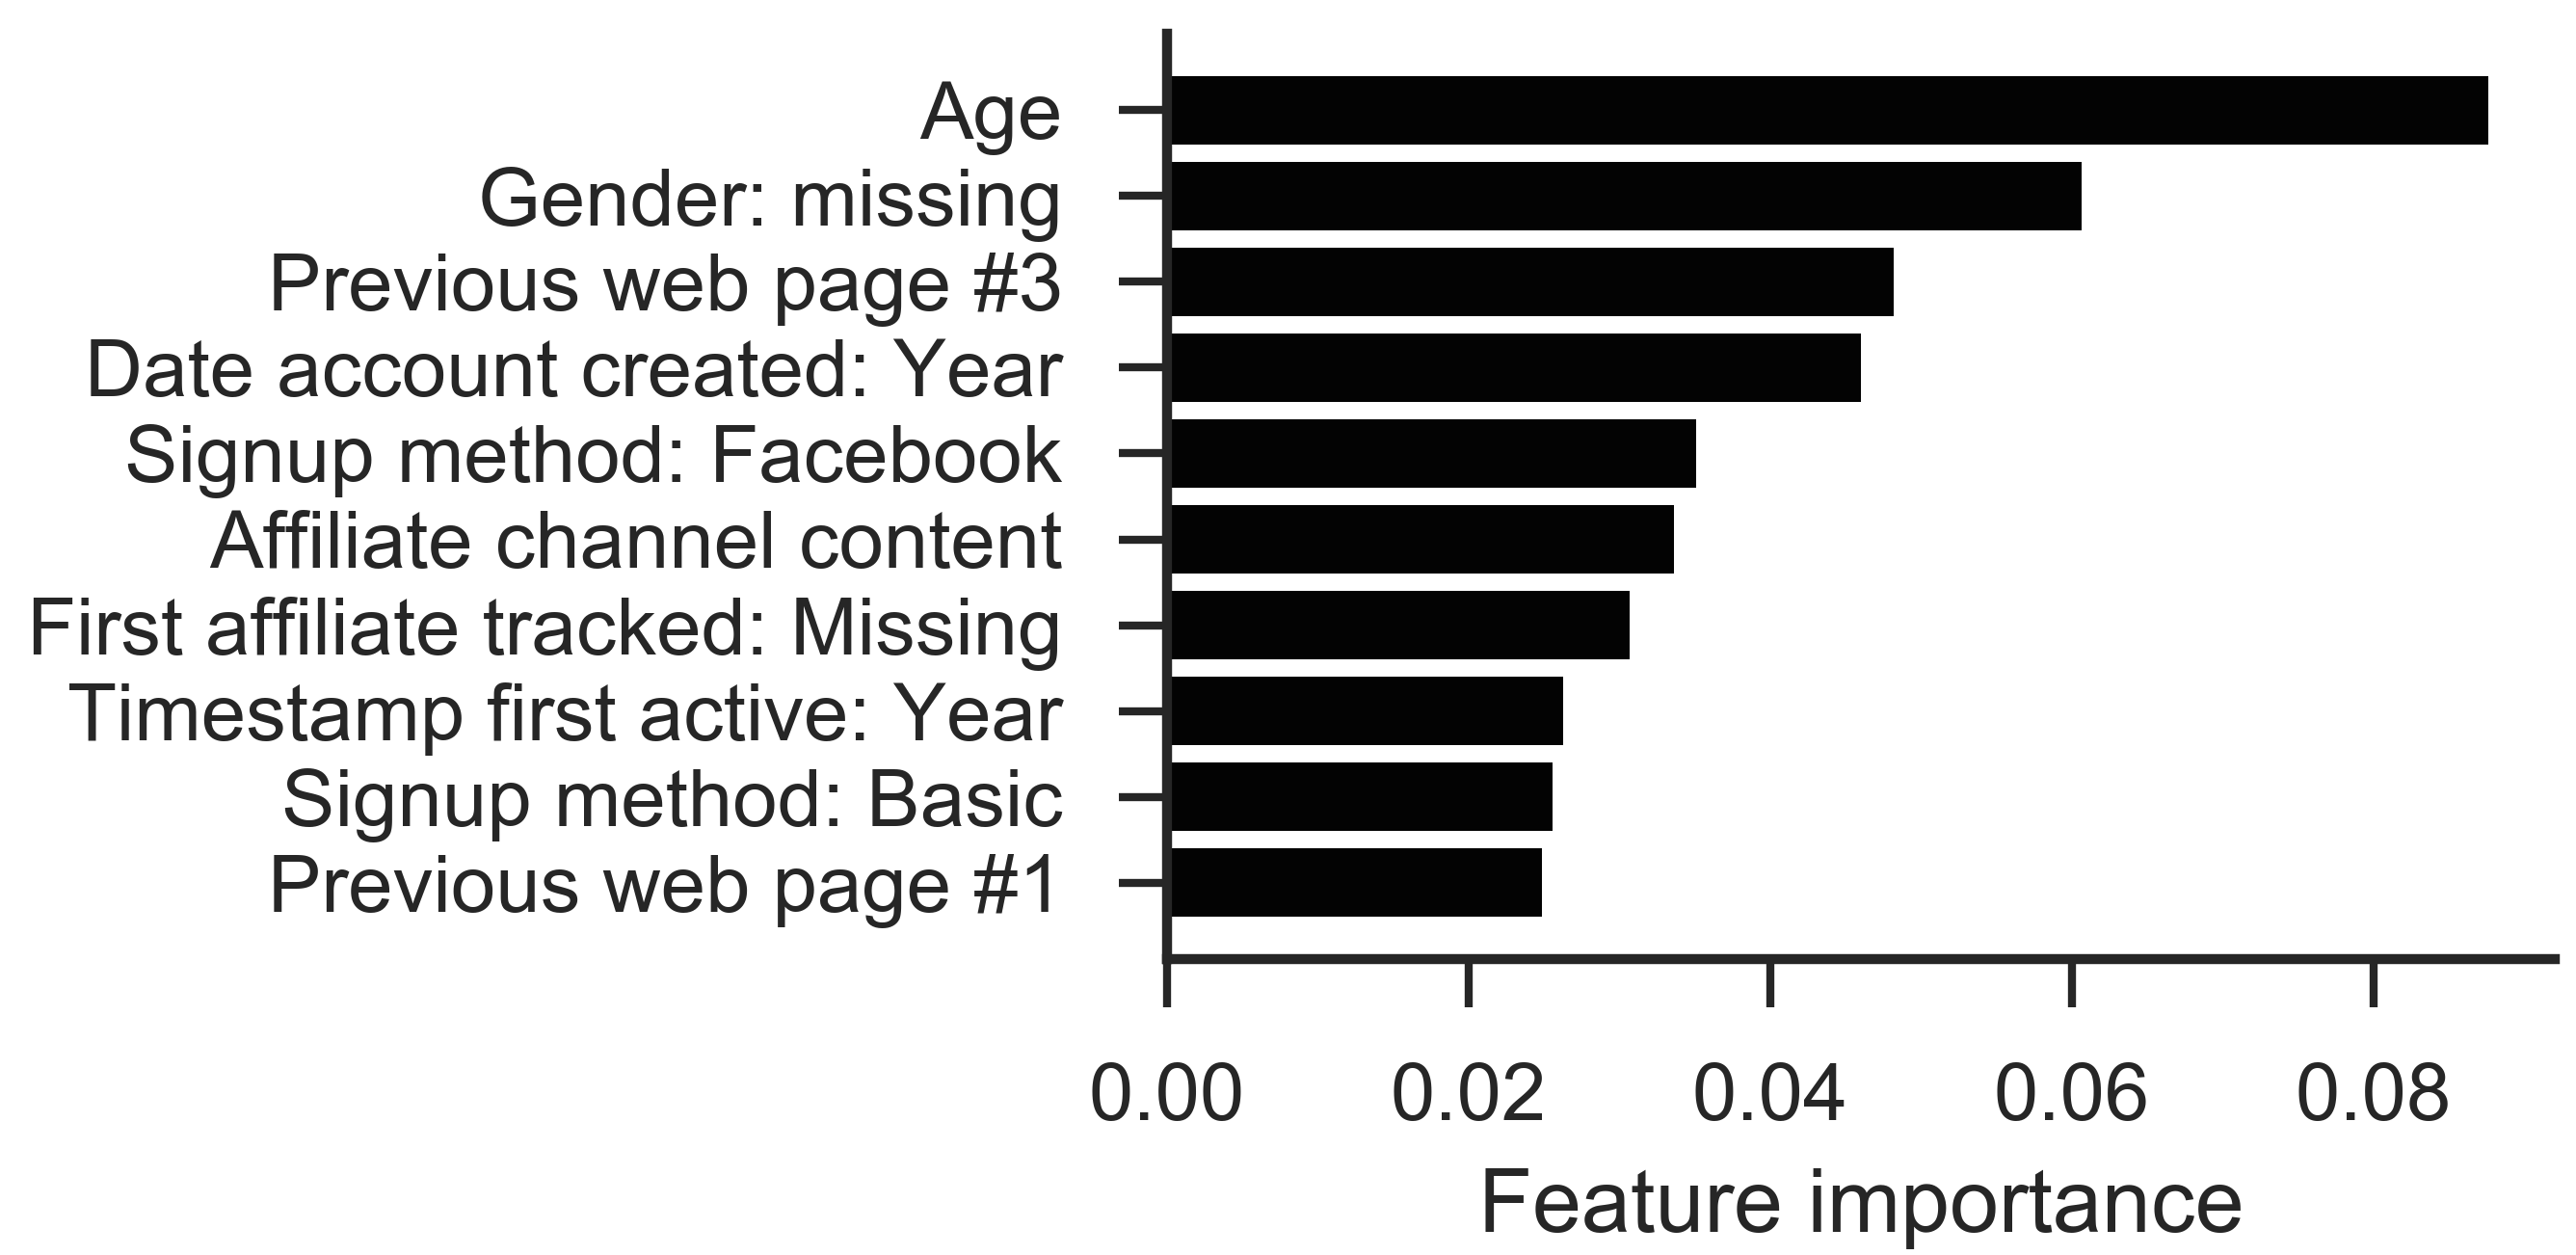 Age
Gender: missing
Previous web page #3
Date account created: Year
Signup method: Facebook
Affiliate channel content
First affiliate tracked: Missing
Timestamp first active: Year
Signup method: Basic
Previous web page #1
0.00 0.02 0.04 0.06 0.08
Feature importance